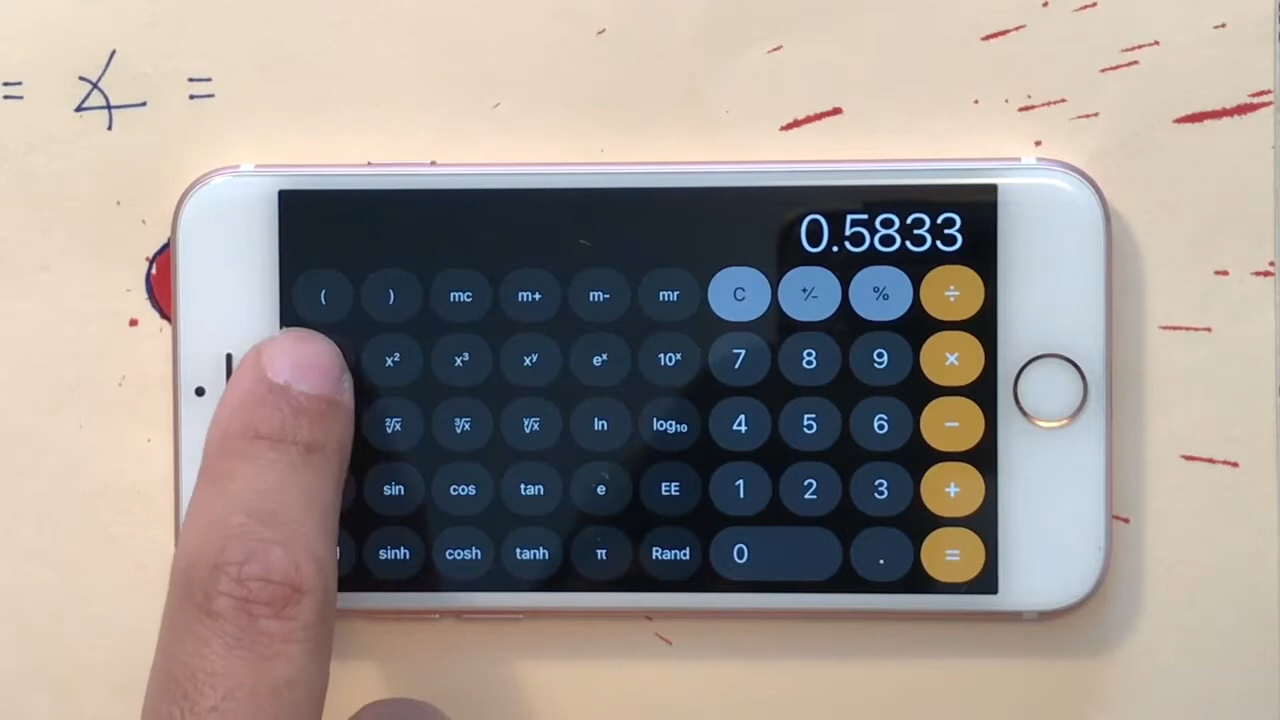 = ∡ =
0.5833
( ) mc m+ m- mr C +/- % ÷
x² x³ xʸ eˣ 10ˣ 7 8 9 ×
²√x ³√x ʸ√x ln log₁₀ 4 5 6 −
sin cos tan e EE 1 2 3 +
sinh cosh tanh π Rand 0 . =